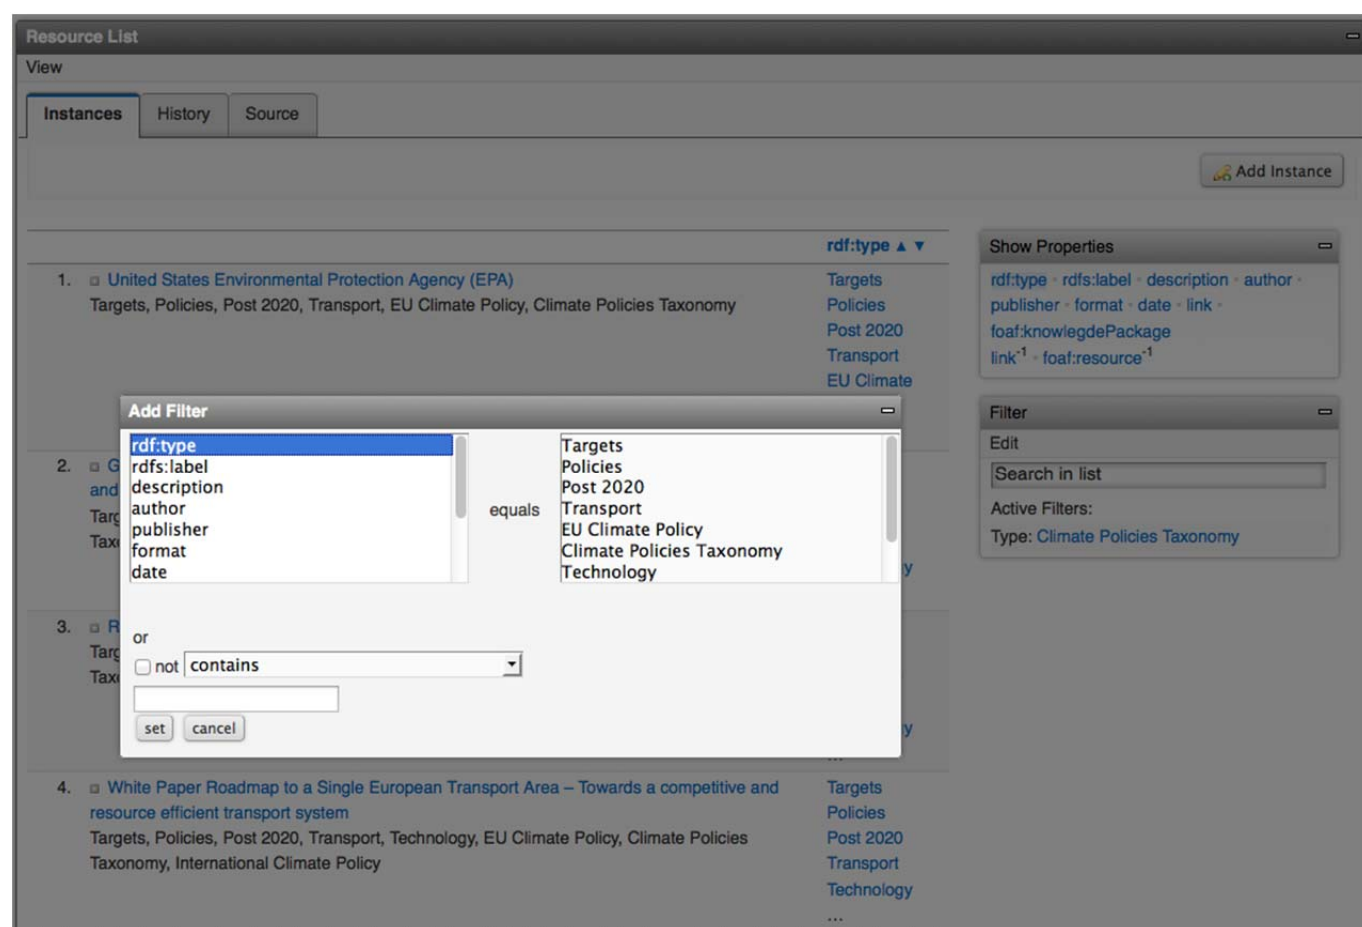 Resource List
View
Instances
History
Source
Add Instance
rdf:type ▲ ▼
1. United States Environmental Protection Agency (EPA)
Targets, Policies, Post 2020, Transport, EU Climate Policy, Climate Policies Taxonomy
Targets
Policies
Post 2020
Transport
EU Climate
Show Properties
rdf:type - rdfs:label - description - author -
publisher - format - date - link -
foaf:knowlegdePackage
link-1 - foaf:resource-1
Filter
Edit
Search in list
Active Filters:
Type: Climate Policies Taxonomy
Add Filter
rdf:type
rdfs:label
description
author
publisher
format
date
equals
Targets
Policies
Post 2020
Transport
EU Climate Policy
Climate Policies Taxonomy
Technology
or
not contains
set cancel
2. G
and
Targ
Tax
y
3. R
Targ
Tax
y
...
4. White Paper Roadmap to a Single European Transport Area – Towards a competitive and
resource efficient transport system
Targets, Policies, Post 2020, Transport, Technology, EU Climate Policy, Climate Policies
Taxonomy, International Climate Policy
Targets
Policies
Post 2020
Transport
Technology
...